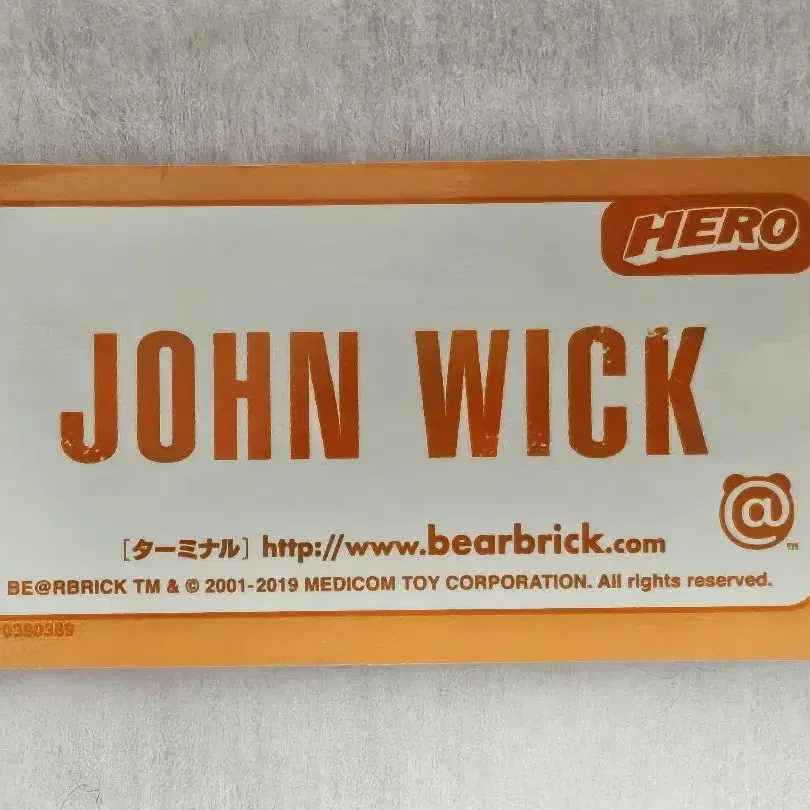 HERO
JOHN WICK
@
TM
[ターミナル] http://www.bearbrick.com
BE@RBRICK TM & © 2001-2019 MEDICOM TOY CORPORATION. All rights reserved.